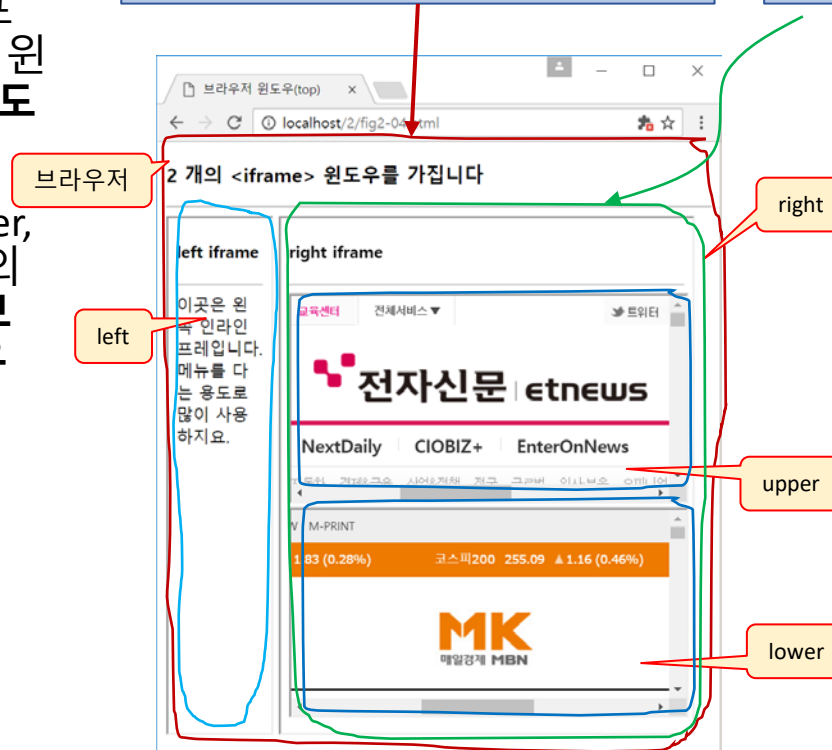 윈
도
브라우저 윈도우(top)
localhost/2/fig2-04.html
브라우저
2 개의 <iframe> 윈도우를 가집니다
er,
의
right
left iframe
right iframe
left
이곳은 왼
쪽 인라인
프레입니다.
메뉴를 다
는 용도로
많이 사용
하지요.
교육센터 전체서비스▼ 트위터
전자신문 etnews
NextDaily CIOBIZ+ EnterOnNews
upper
M-PRINT
1.83 (0.28%) 코스피200 255.09 ▲1.16 (0.46%)
MK
매일경제 MBN
lower